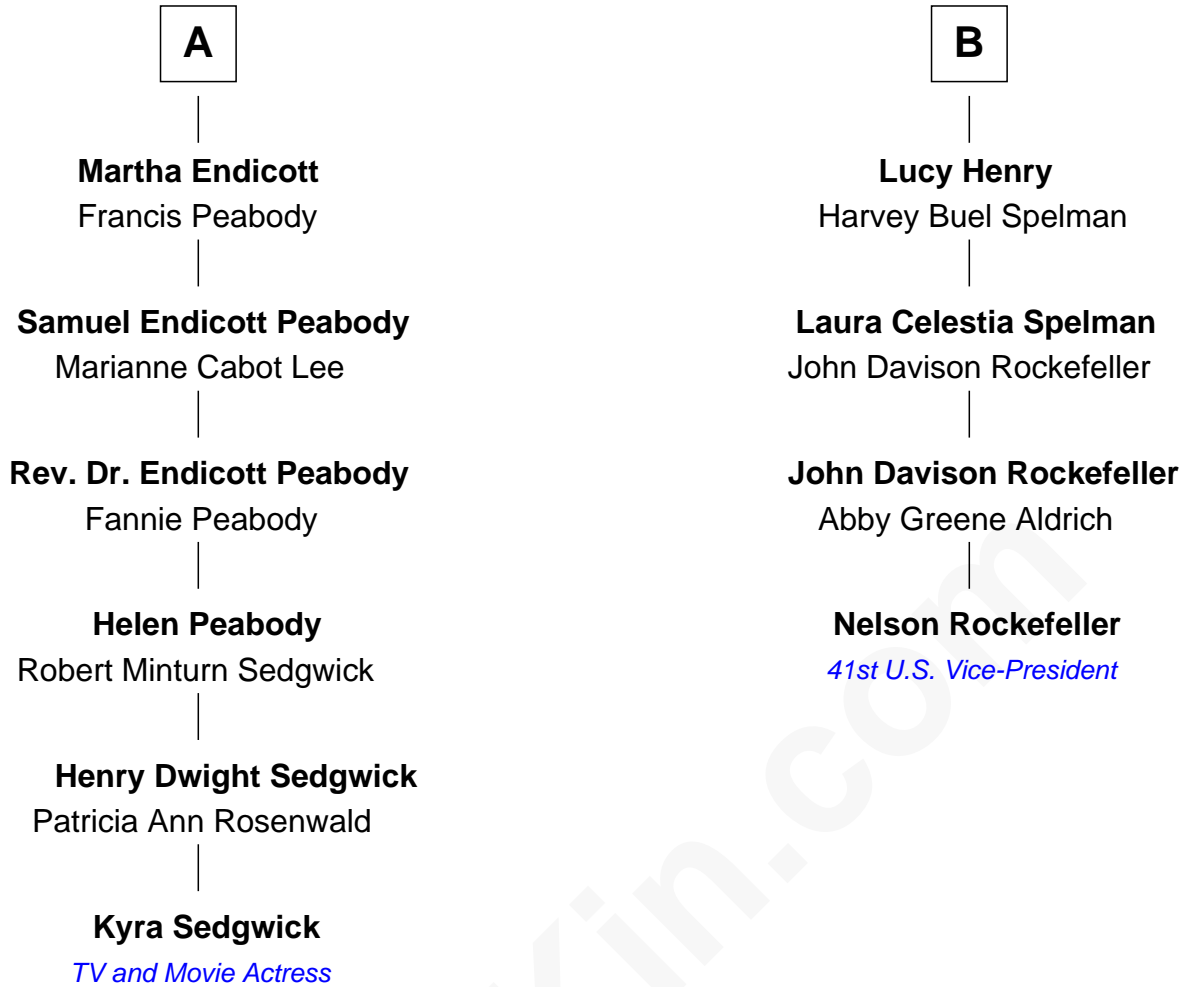 A
Martha Endicott
Francis Peabody
Samuel Endicott Peabody
Marianne Cabot Lee
Rev. Dr. Endicott Peabody
Fannie Peabody
Helen Peabody
Robert Minturn Sedgwick
Henry Dwight Sedgwick
Patricia Ann Rosenwald
Kyra Sedgwick
TV and Movie Actress
B
Lucy Henry
Harvey Buel Spelman
Laura Celestia Spelman
John Davison Rockefeller
John Davison Rockefeller
Abby Greene Aldrich
Nelson Rockefeller
41st U.S. Vice-President